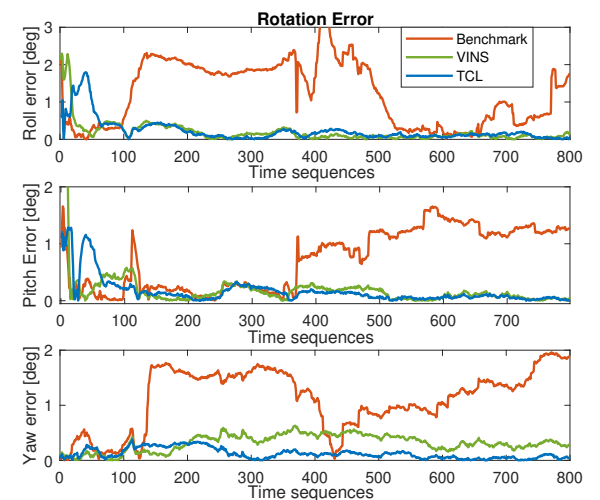 Rotation Error
Roll error [deg]
3
2
1
0
Benchmark
VINS
TCL
0 100 200 300 400 500 600 700 800
Time sequences
Pitch Error [deg]
2
1
0
0 100 200 300 400 500 600 700 800
Time sequences
Yaw error [deg]
2
1
0
0 100 200 300 400 500 600 700 800
Time sequences